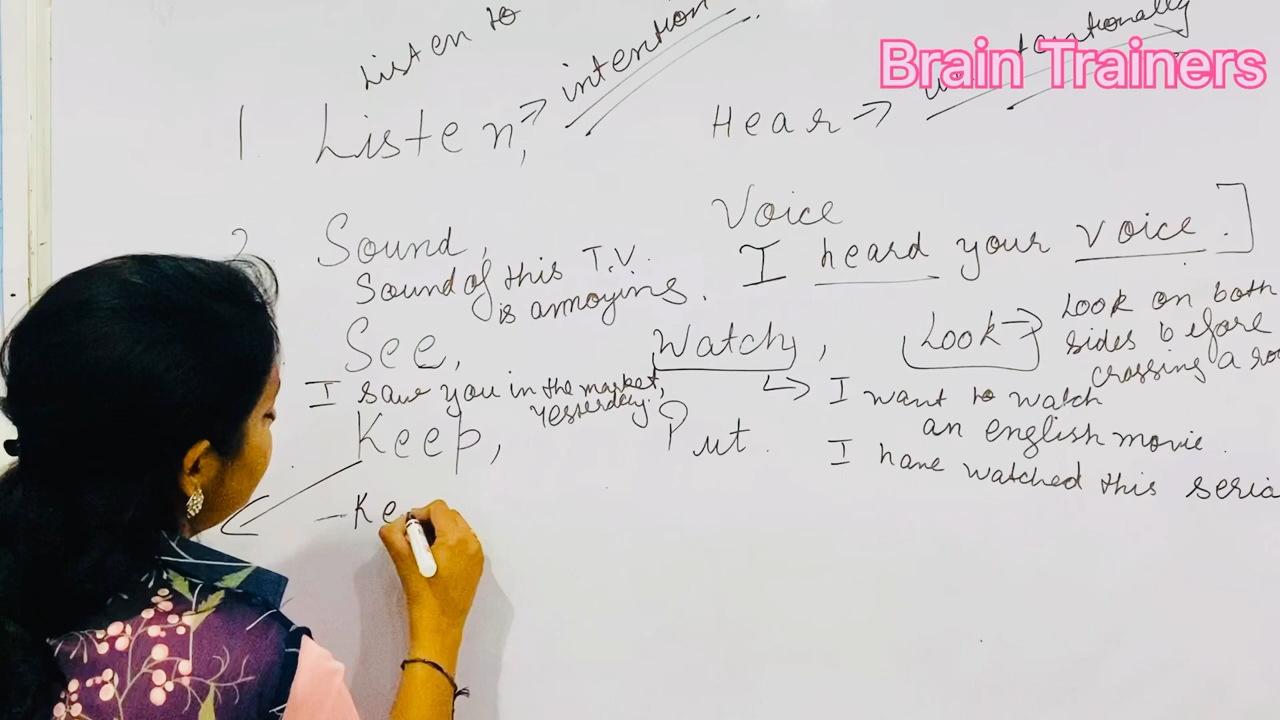 Listen to
intention
Brain Trainers
1 Listen, →
Hear →
2 Sound,
Voice
Sound of this T.V.
is annoying.
I heard your voice.
See,
Watch,
Look →
Look on both
sides before
crossing a
I saw you in the market,
yesterday.
I want to watch
an english movie.
Keep,
Put.
I have watched this
- Ke